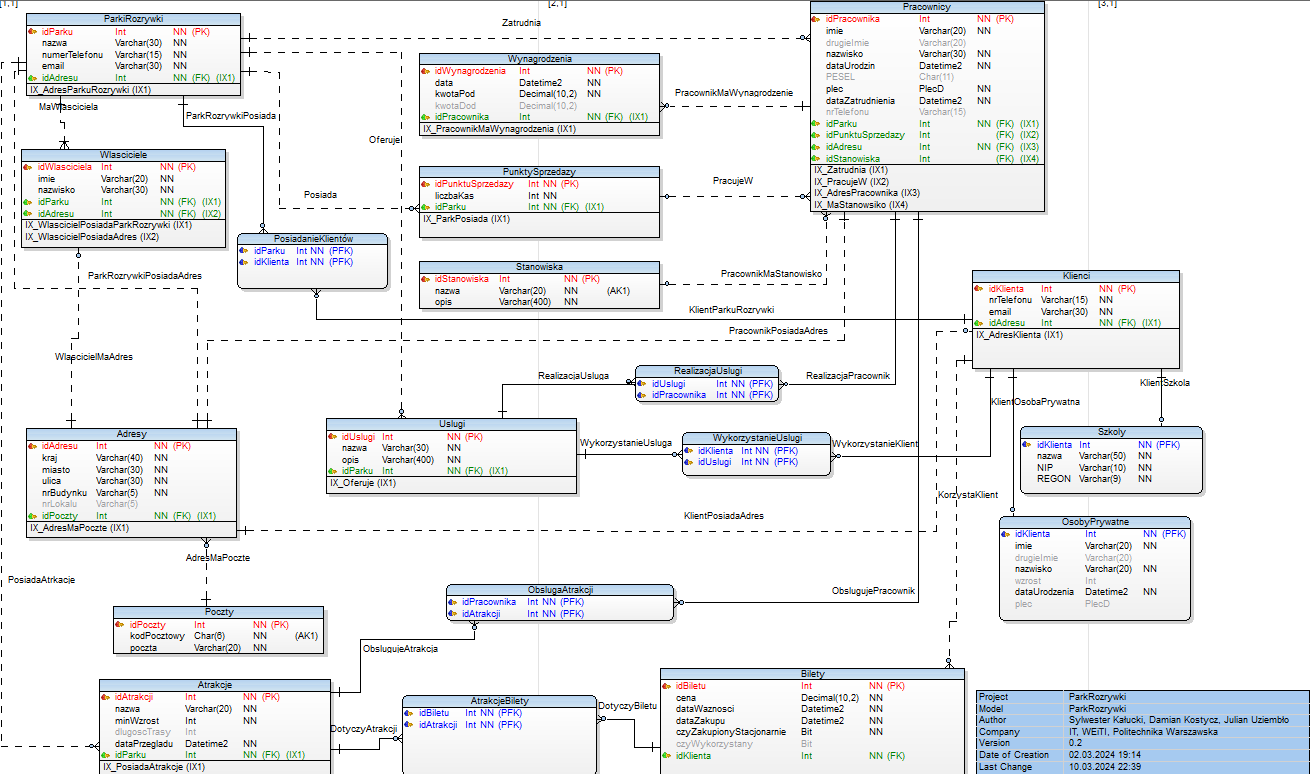 [1,1]
[2,1]
[3,1]
ParkiRozrywki
idParku Int NN (PK)
nazwa Varchar(30) NN
numerTelefonu Varchar(15) NN
email Varchar(30) NN
idAdresu Int NN (FK) (IX1)
IX_AdresParkuRozrywki (IX1)
Zatrudnia
Pracownicy
idPracownika Int NN (PK)
imie Varchar(20) NN
drugieImie Varchar(20)
nazwisko Varchar(30) NN
dataUrodzin Datetime2 NN
PESEL Char(11)
plec PlecD NN
dataZatrudnienia Datetime2 NN
nrTelefonu Varchar(15)
idParku Int NN (FK) (IX1)
idPunktuSprzedazy Int (FK) (IX2)
idAdresu Int NN (FK) (IX3)
idStanowiska Int (FK) (IX4)
IX_Zatrudnia (IX1)
IX_PracujeW (IX2)
IX_AdresPracownika (IX3)
IX_MaStanowsiko (IX4)
Wynagrodzenia
idWynagrodzenia Int NN (PK)
data Datetime2 NN
kwotaPod Decimal(10,2) NN
kwotaDod Decimal(10,2)
idPracownika Int NN (FK) (IX1)
IX_PracownikMaWynagrodzenia (IX1)
PracownikMaWynagrodzenie
MaWlasciciela
ParkRozrywkiPosiada
Oferuje
Wlasciciele
idWlasciciela Int NN (PK)
imie Varchar(20) NN
nazwisko Varchar(30) NN
idParku Int NN (FK) (IX1)
idAdresu Int NN (FK) (IX2)
IX_WlascicielPosiadaParkRozrywki (IX1)
IX_WlascicielPosiadaAdres (IX2)
PunktySprzedazy
idPunktuSprzedazy Int NN (PK)
liczbaKas Int NN
idParku Int NN (FK) (IX1)
IX_ParkPosiada (IX1)
PracujeW
Posiada
PosiadanieKlientów
idParku Int NN (PFK)
idKlienta Int NN (PFK)
Stanowiska
idStanowiska Int NN (PK)
nazwa Varchar(20) NN (AK1)
opis Varchar(400) NN
PracownikMaStanowisko
ParkRozrywkiPosiadaAdres
KlientParkuRozrywki
PracownikPosiadaAdres
Klienci
idKlienta Int NN (PK)
nrTelefonu Varchar(15) NN
email Varchar(30) NN
idAdresu Int NN (FK) (IX1)
IX_AdresKlienta (IX1)
WlascicielMaAdres
RealizacjaUsluga
RealizacjaUslugi
idUslugi Int NN (PFK)
idPracownika Int NN (PFK)
RealizacjaPracownik
KlientSzkola
KlientOsobaPrywatna
Adresy
idAdresu Int NN (PK)
kraj Varchar(40) NN
miasto Varchar(30) NN
ulica Varchar(30) NN
nrBudynku Varchar(5) NN
nrLokalu Varchar(5)
idPoczty Int NN (FK) (IX1)
IX_AdresMaPoczte (IX1)
Uslugi
idUslugi Int NN (PK)
nazwa Varchar(30) NN
opis Varchar(400) NN
idParku Int NN (FK) (IX1)
IX_Oferuje (IX1)
WykorzystanieUsluga
WykorzystanieUslugi
idKlienta Int NN (PFK)
idUslugi Int NN (PFK)
WykorzystanieKlient
Szkoly
idKlienta Int NN (PFK)
nazwa Varchar(50) NN
NIP Varchar(10) NN
REGON Varchar(9) NN
KorzystaKlient
KlientPosiadaAdres
OsobyPrywatne
idKlienta Int NN (PFK)
imie Varchar(20) NN
drugieImie Varchar(20)
nazwisko Varchar(30) NN
wzrost Int
dataUrodzenia Datetime2 NN
plec PlecD
AdresMaPoczte
PosiadaAtrkacje
Poczty
idPoczty Int NN (PK)
kodPocztowy Char(6) NN (AK1)
poczta Varchar(20) NN
ObslugaAtrakcji
idPracownika Int NN (PFK)
idAtrakcji Int NN (PFK)
ObslugujePracownik
ObslugujeAtrakcja
Atrakcje
idAtrakcji Int NN (PK)
nazwa Varchar(20) NN
minWzrost Int NN
dlugoscTrasy Int
dataPrzegladu Datetime2 NN
idParku Int NN (FK) (IX1)
IX_PosiadaAtrakcje (IX1)
DotyczyAtrakcji
AtrakcjeBilety
idBiletu Int NN (PFK)
idAtrakcji Int NN (PFK)
DotyczyBiletu
Bilety
idBiletu Int NN (PK)
cena Decimal(10,2) NN
dataWaznosci Datetime2 NN
dataZakupu Datetime2 NN
czyZakupionyStacjonarnie Bit NN
czyWykorzystany Bit
idKlienta Int NN (FK)
Project ParkRozrywki
Model ParkRozrywki
Author Sylwester Kałucki, Damian Kostycz, Julian Uziembło
Company IT, WEiTI, Politechnika Warszawska
Version 0.2
Date of Creation 02.03.2024 19:14
Last Change 10.03.2024 22:39